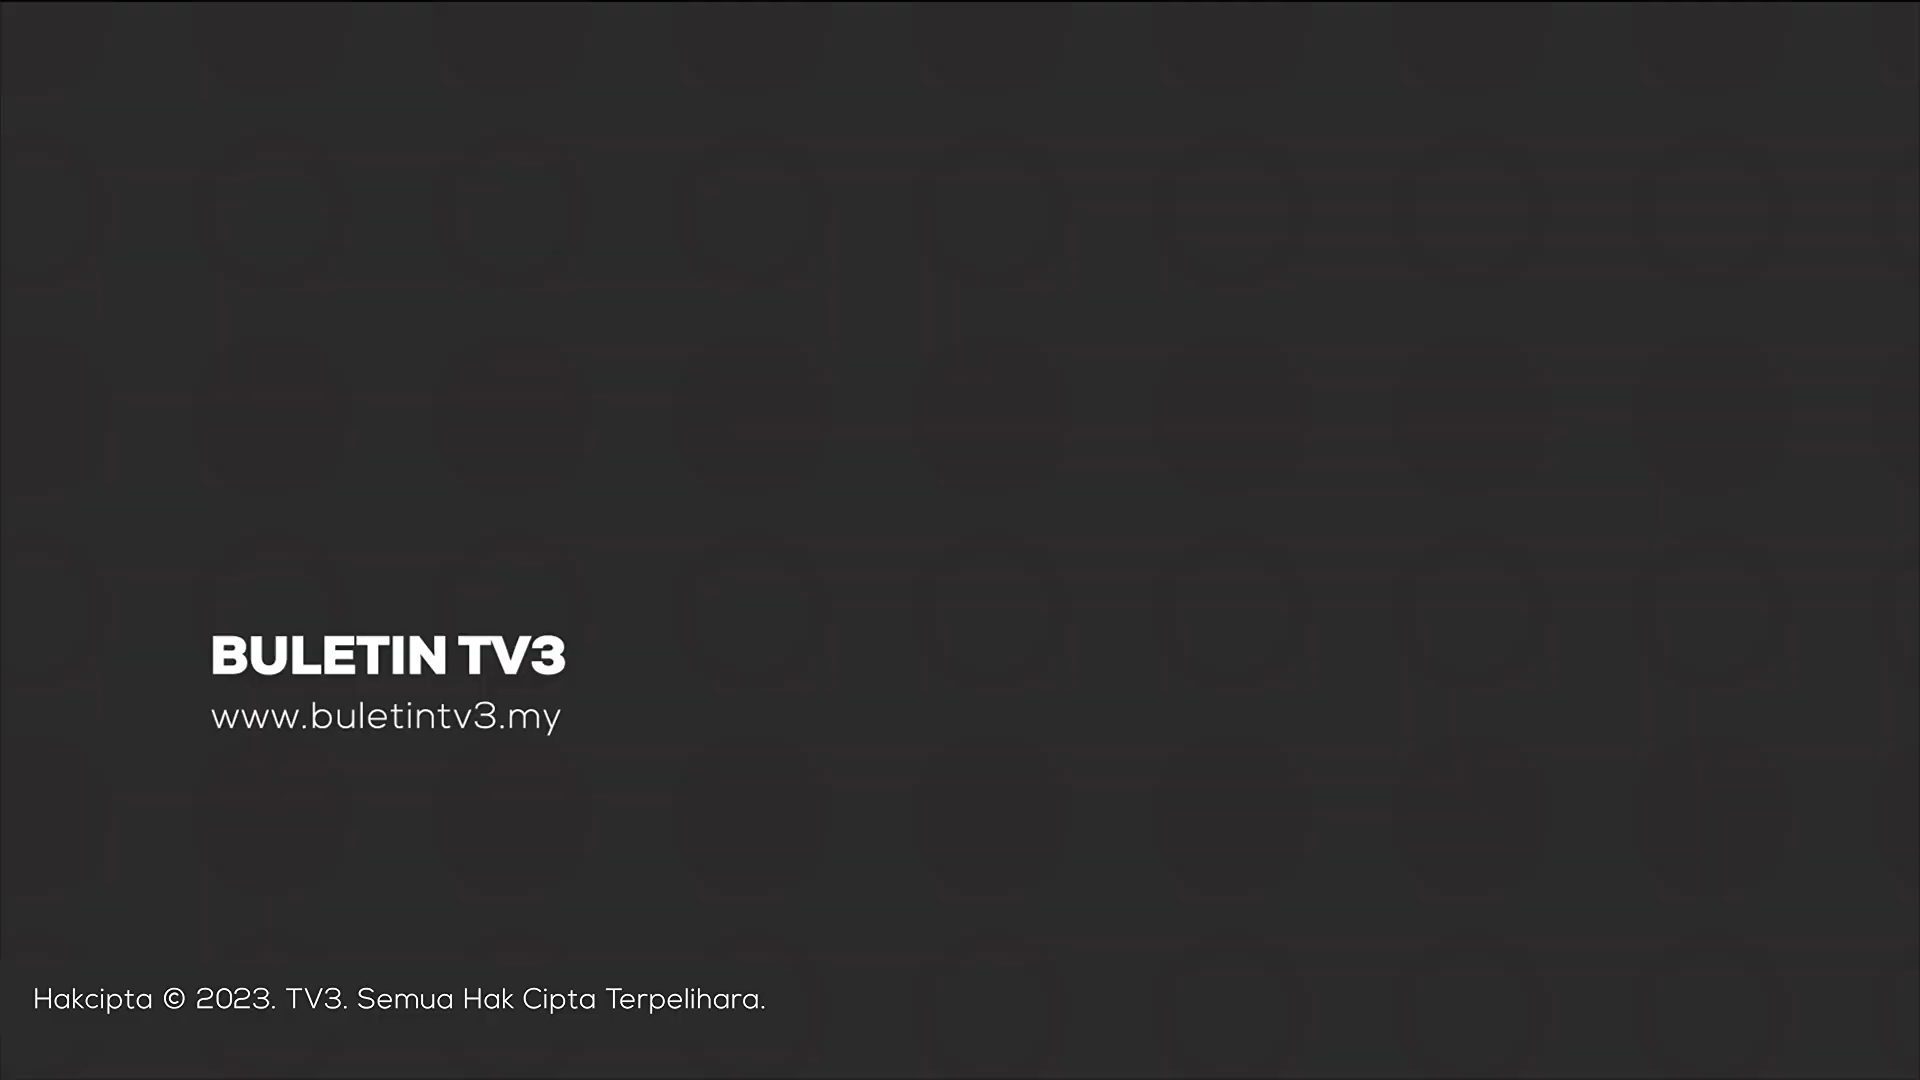 BULETIN TV3
www.buletintv3.my
Hakcipta © 2023. TV3. Semua Hak Cipta Terpelihara.